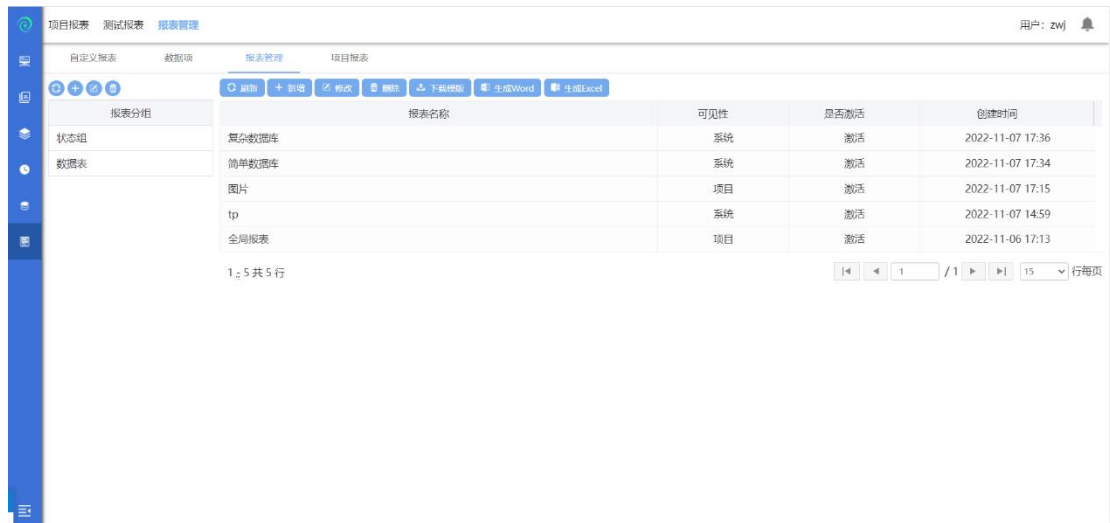 项目报表 测试报表 报表管理 用户：zwj
自定义报表 数据项 报表管理 项目报表
刷新 新增 修改 删除 下载模版 生成Word 生成Excel
报表分组 报表名称 可见性 是否激活 创建时间
状态组 复杂数据库 系统 激活 2022-11-07 17:36
数据表 简单数据库 系统 激活 2022-11-07 17:34
图片 项目 激活 2022-11-07 17:15
tp 系统 激活 2022-11-07 14:59
全局报表 项目 激活 2022-11-06 17:13
1 - 5 共 5 行 1 / 1 15 行每页